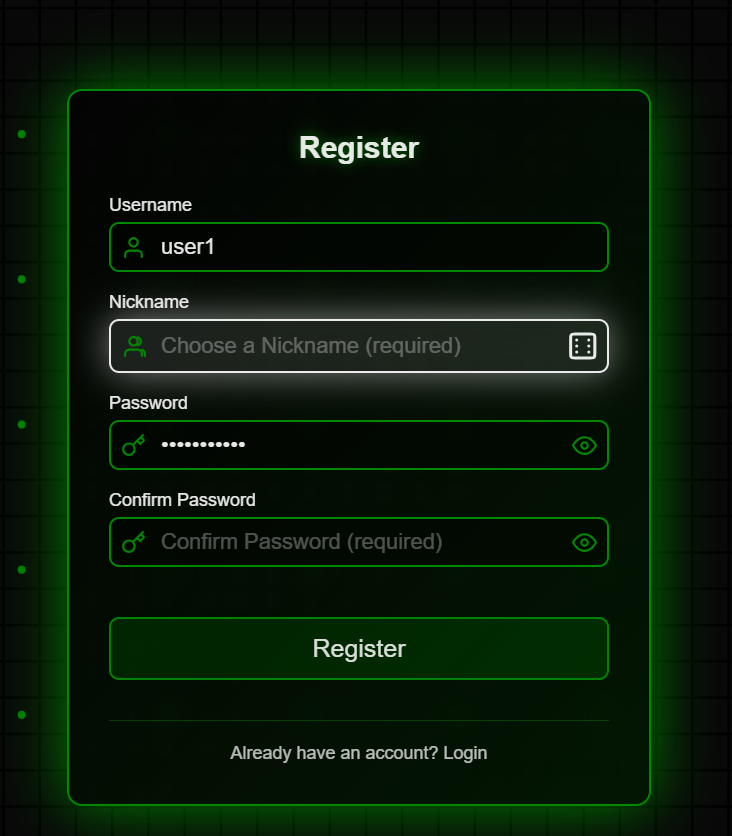 Register
Username
user1
Nickname
Choose a Nickname (required)
Password
•••••••••••
Confirm Password
Confirm Password (required)
Register
Already have an account? Login